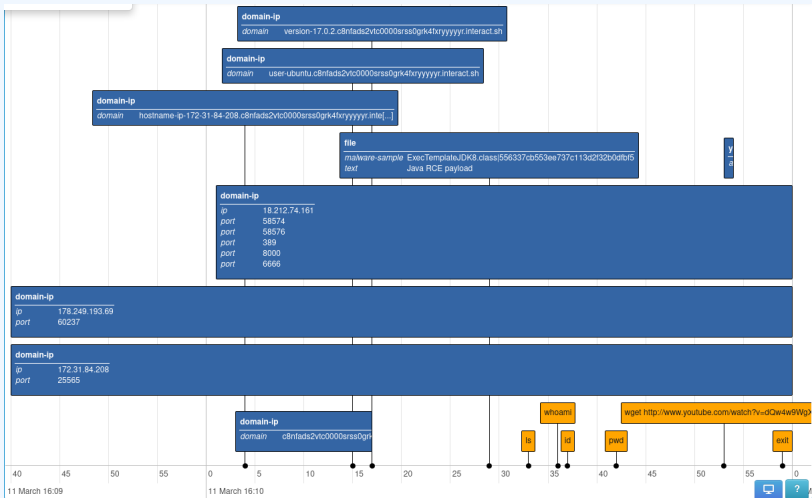 domain-ip
domain version-17.0.2.c8nfads2vtc0000srss0grk4fxryyyyyr.interact.sh
domain-ip
domain user-ubuntu.c8nfads2vtc0000srss0grk4fxryyyyyr.interact.sh
domain-ip
domain hostname-ip-172-31-84-208.c8nfads2vtc0000srss0grk4fxryyyyyr.inte[...]
file
malware-sample ExecTemplateJDK8.class|556337cb553ee737c113d2f32b0dfbf5
text Java RCE payload
y
a
domain-ip
ip 18.212.74.161
port 58574
port 58576
port 389
port 8000
port 6666
domain-ip
ip 178.249.193.69
port 60237
domain-ip
ip 172.31.84.208
port 25565
whoami
wget http://www.youtube.com/watch?v=dQw4w9WgX
domain-ip
domain c8nfads2vtc0000srss0grk
ls
id
pwd
exit
40 45 50 55 0 5 10 15 20 25 30 35 40 45 50 55 0
11 March 16:09 11 March 16:10
?